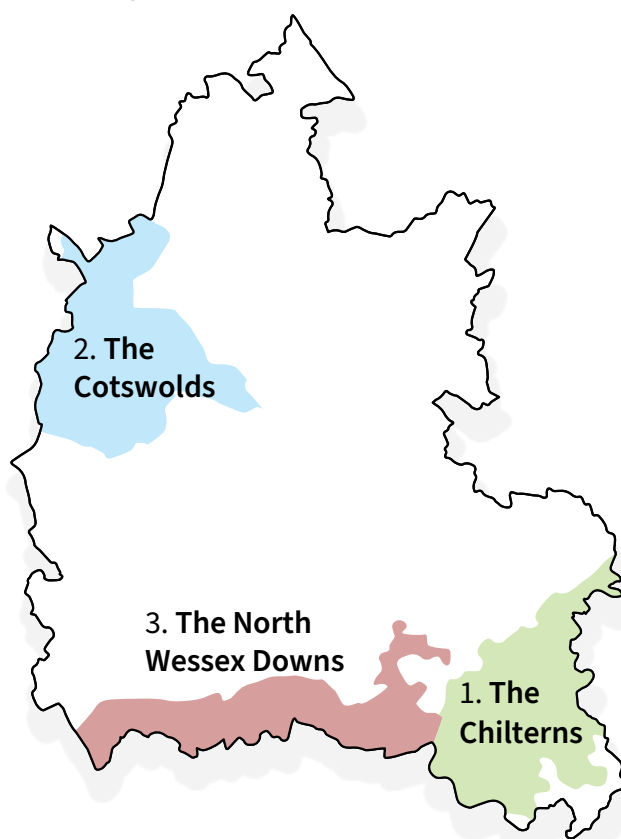 2. The
Cotswolds
3. The North
Wessex Downs
1. The
Chilterns